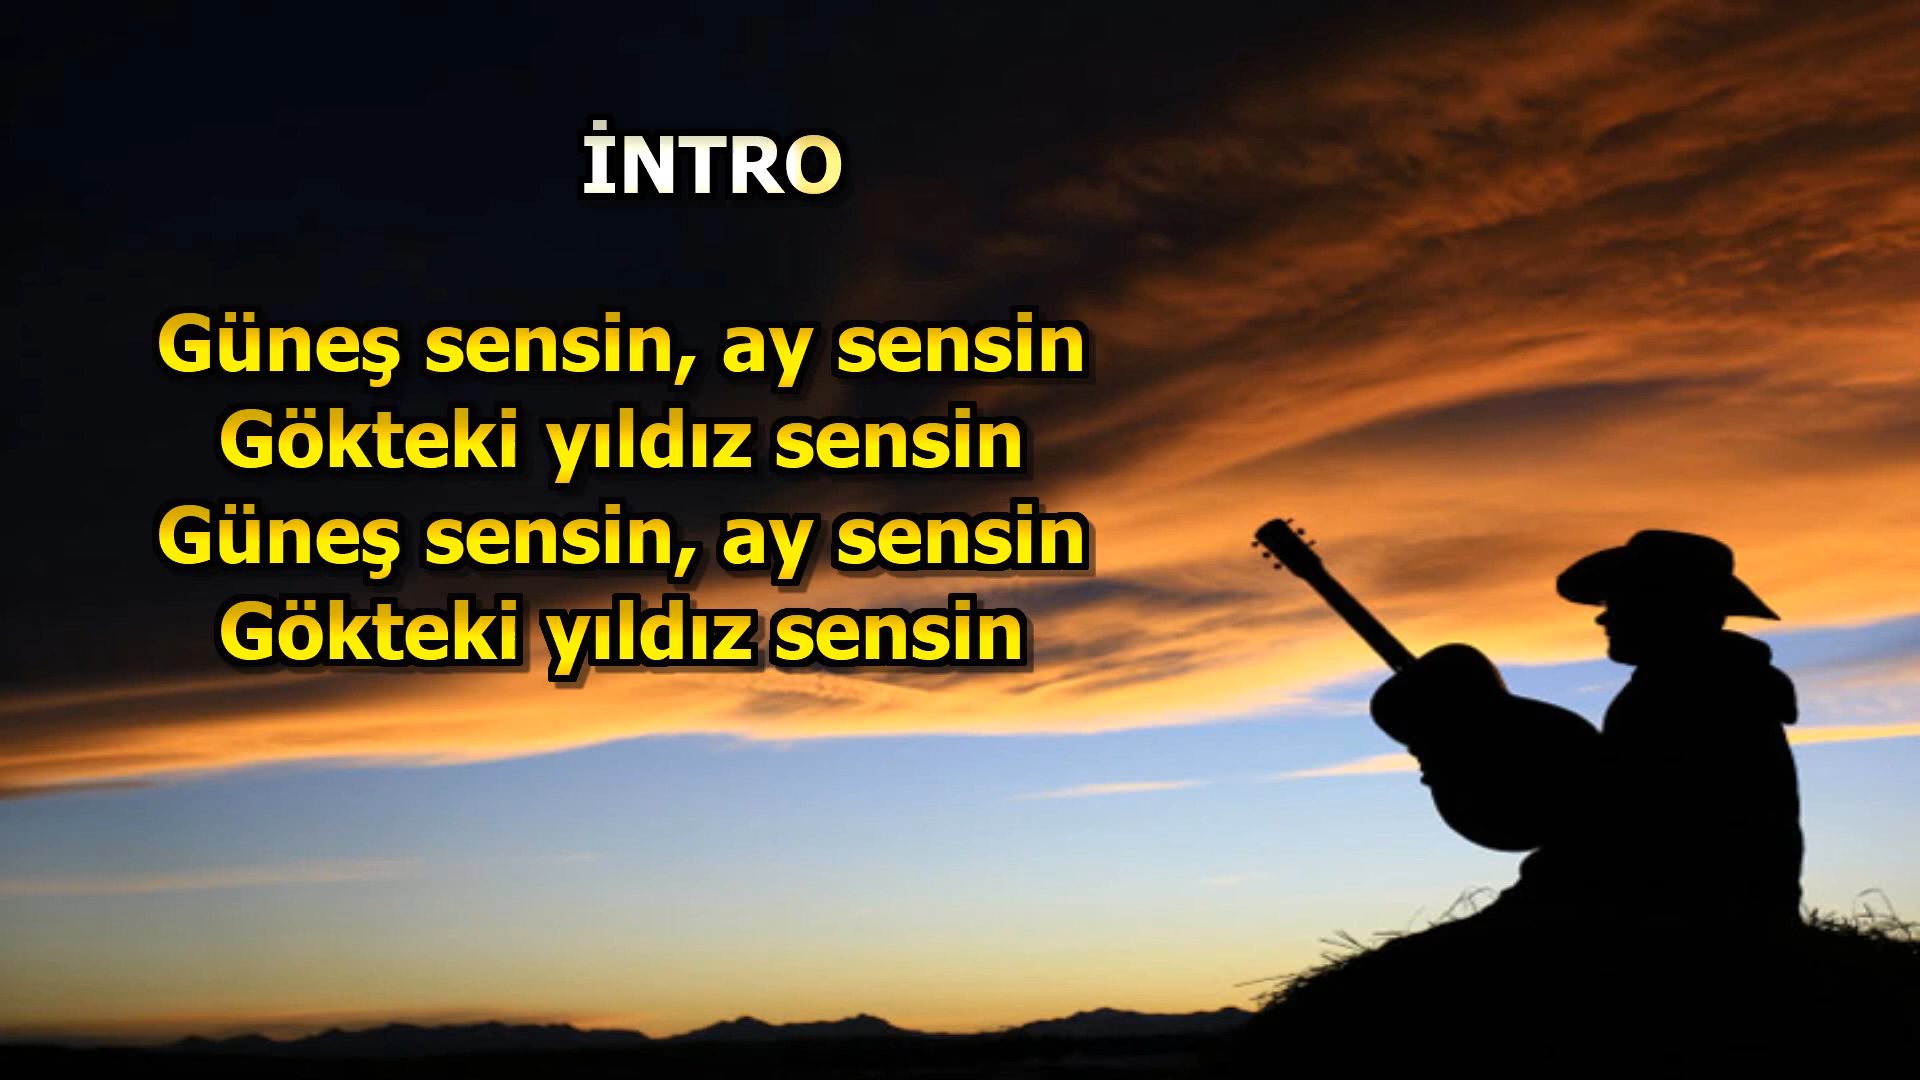 İNTRO
Güneş sensin, ay sensin
Gökteki yıldız sensin
Güneş sensin, ay sensin
Gökteki yıldız sensin